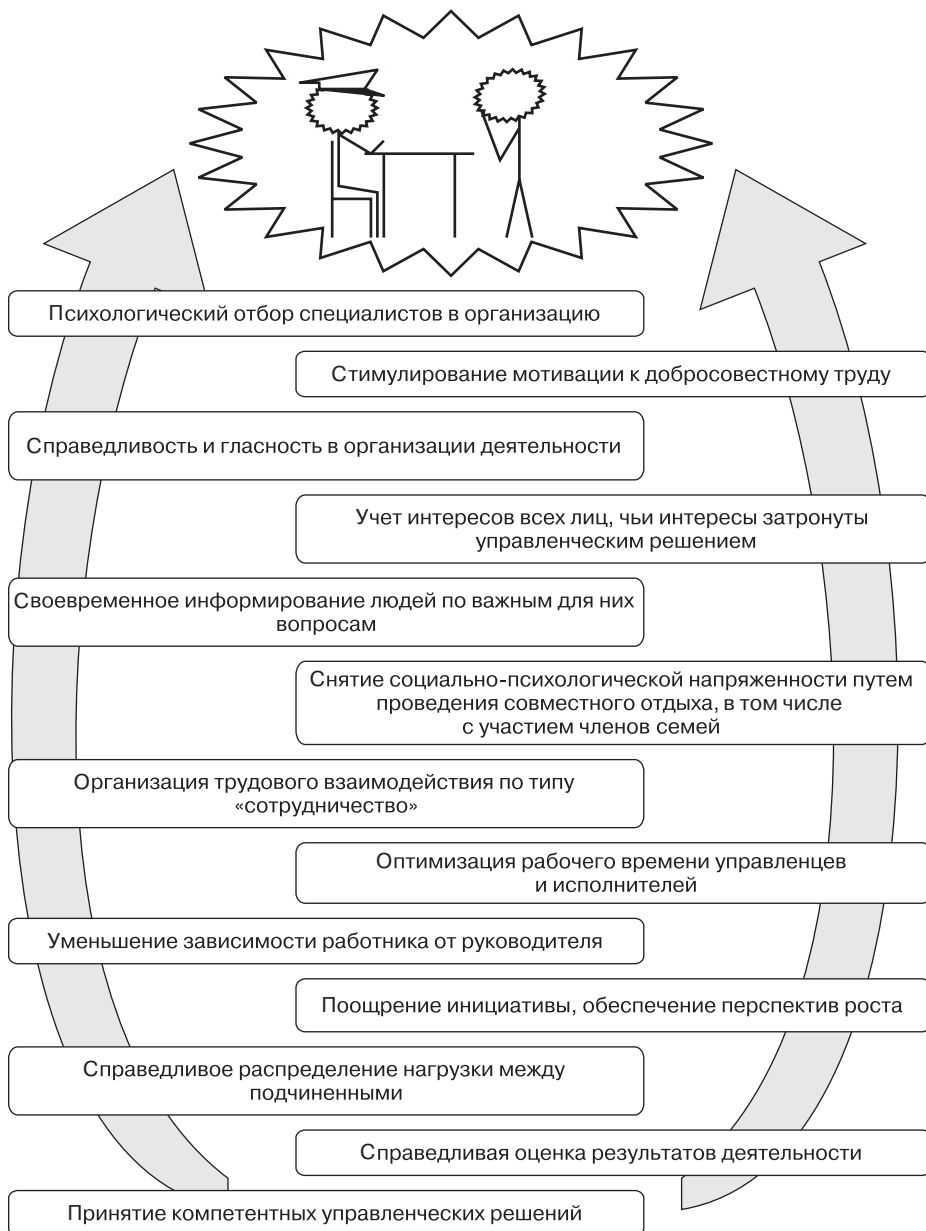 Психологический отбор специалистов в организацию
Стимулирование мотивации к добросовестному труду
Справедливость и гласность в организации деятельности
Учет интересов всех лиц, чьи интересы затронуты
управленческим решением
Своевременное информирование людей по важным для них
вопросам
Снятие социально-психологической напряженности путем
проведения совместного отдыха, в том числе
с участием членов семей
Организация трудового взаимодействия по типу
«сотрудничество»
Оптимизация рабочего времени управленцев
и исполнителей
Уменьшение зависимости работника от руководителя
Поощрение инициативы, обеспечение перспектив роста
Справедливое распределение нагрузки между
подчиненными
Справедливая оценка результатов деятельности
Принятие компетентных управленческих решений